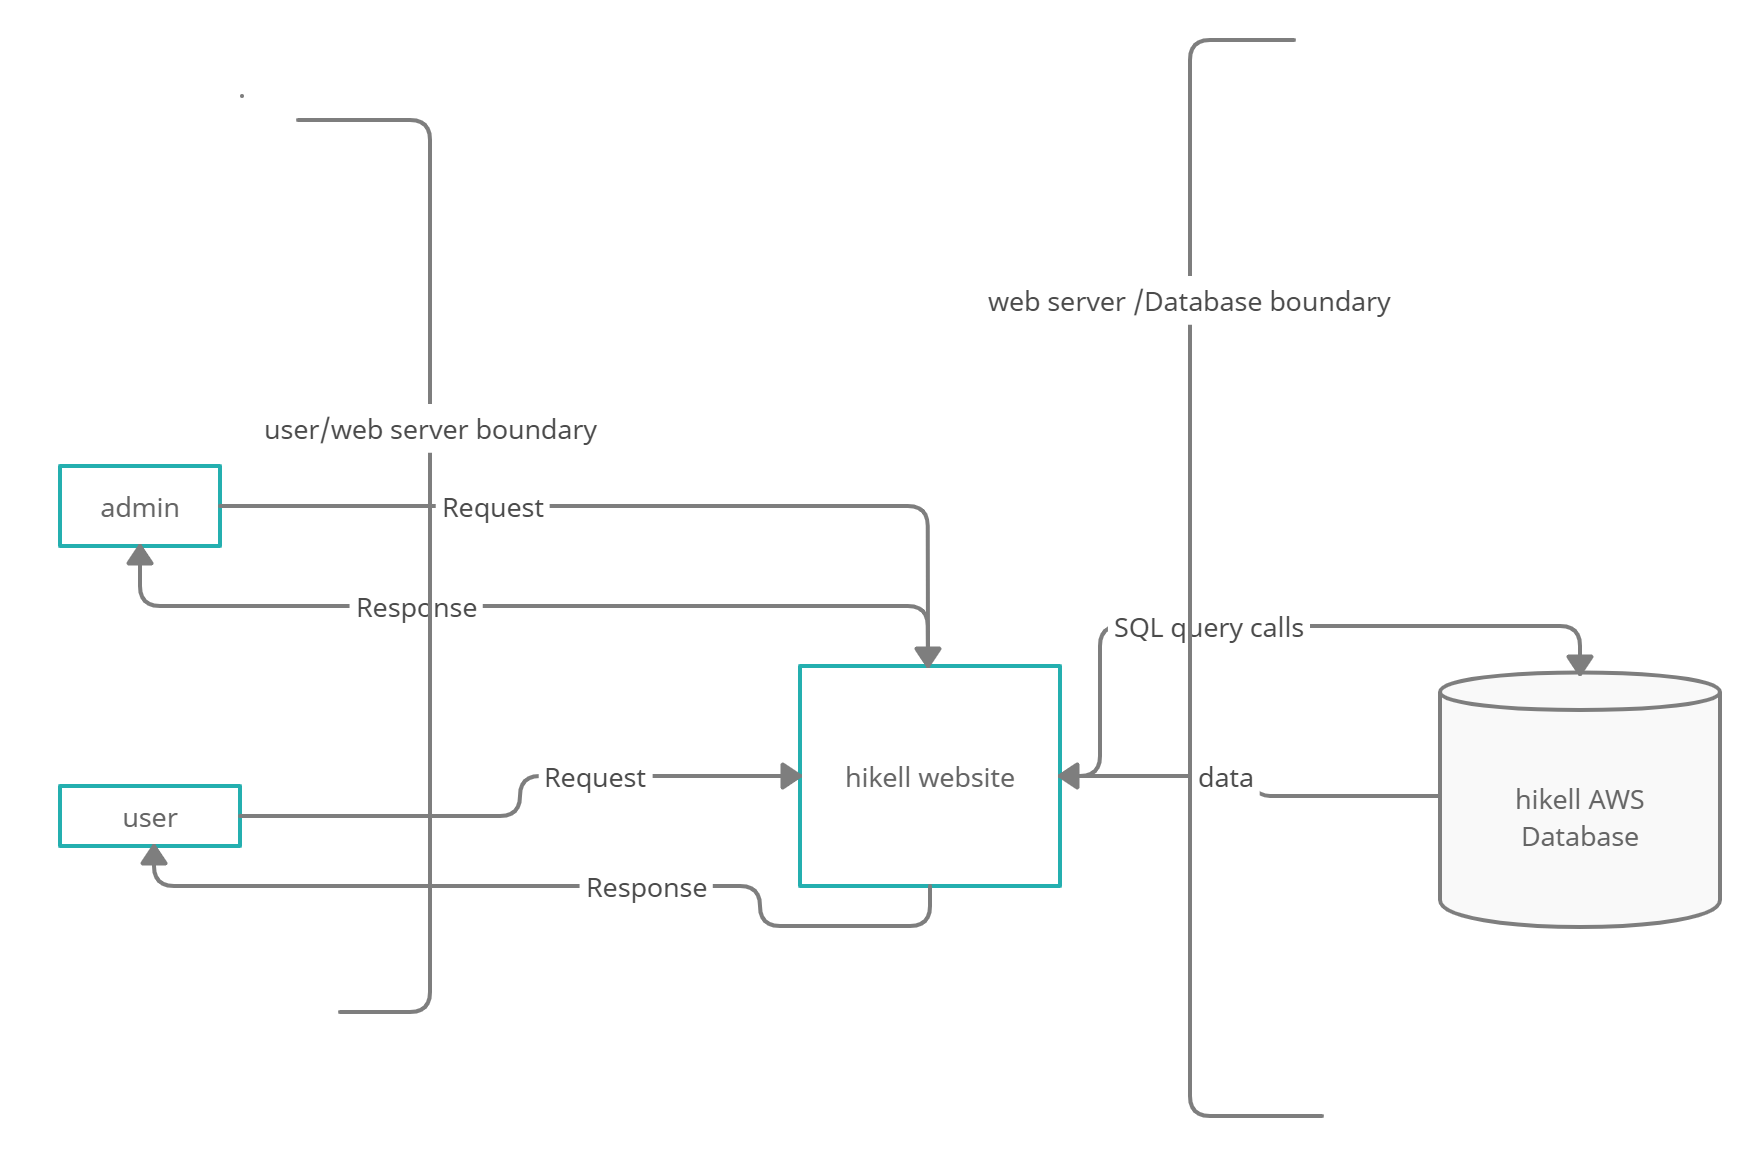 web server /Database boundary
user/web server boundary
admin
Request
Response
SQL query calls
Request
hikell website
data
user
hikell AWS
Database
Response